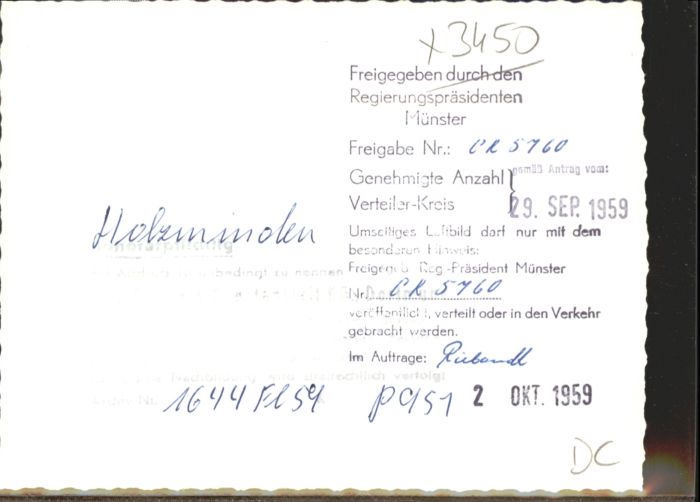 x3450
Freigegeben durch den
Regierungspräsidenten
Münster
Freigabe Nr.: CR 5760
Genehmigte Anzahl
gemäß Antrag vom:
Verteiler-Kreis
29. SEP. 1959
Holzminden
Umseitiges Luftbild darf nur mit dem
besonderen Hinweis:
Freigegeb. Reg.-Präsident Münster
Nr. CR 5760
veröffentlicht, verteilt oder in den Verkehr
gebracht werden.
Im Auftrage:
1644 Fl 59 p951 2 OKT. 1959
DC